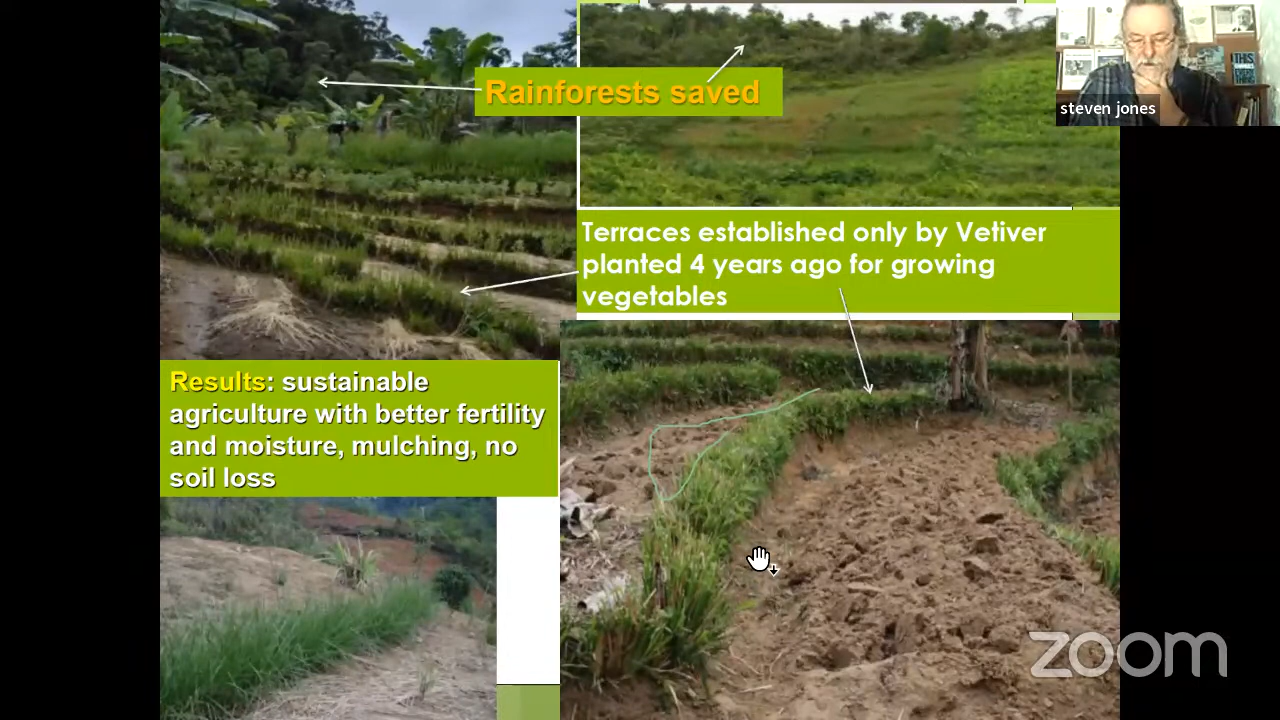 Rainforests saved
steven jones
Terraces established only by Vetiver
planted 4 years ago for growing
vegetables
Results: sustainable
agriculture with better fertility
and moisture, mulching, no
soil loss
zoom